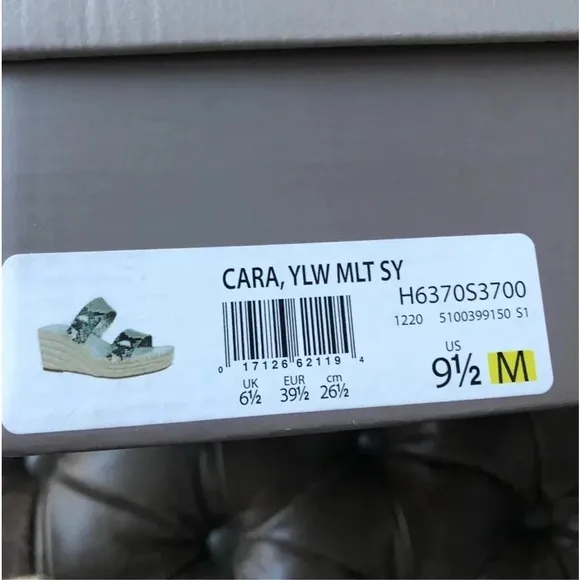 CARA, YLW MLT SY
H6370S3700
1220 5100399150 S1
0 17126 62119 4
UK EUR cm
6½ 39½ 26½
US
9½ M